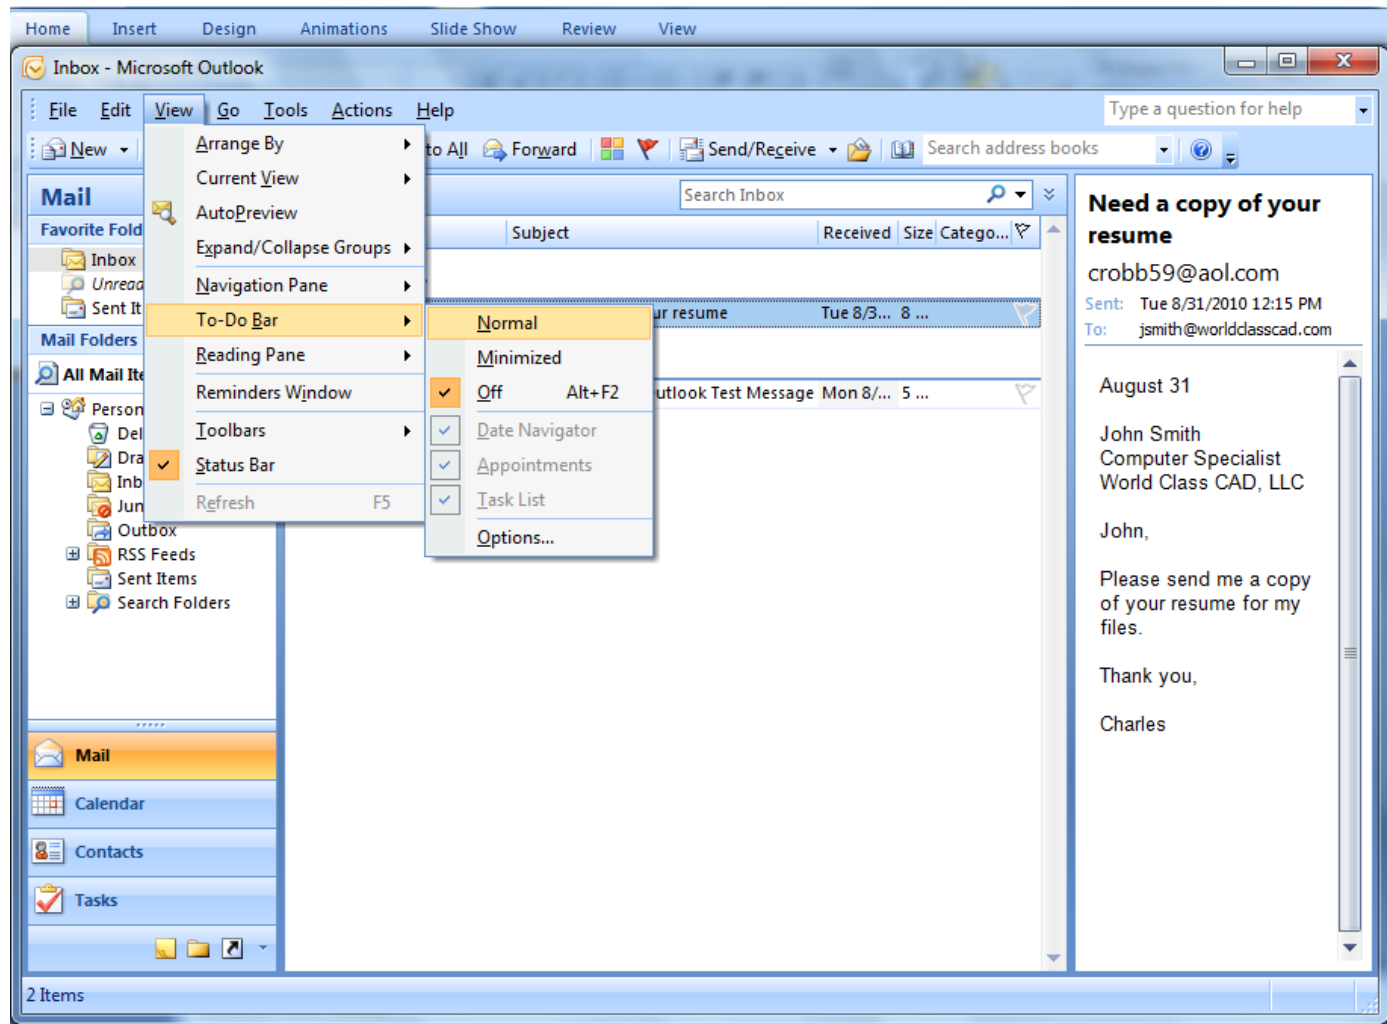 Home Insert Design Animations Slide Show Review View
Inbox - Microsoft Outlook
File Edit View Go Tools Actions Help Type a question for help
New to All Forward Send/Receive Search address books
Mail Search Inbox
Favorite Fold Subject Received Size Catego...
Inbox
Unread
Sent It
Mail Folders
All Mail Ite
Person
Del
Dra
Inb
Jun
Outbox
RSS Feeds
Sent Items
Search Folders
Mail
Calendar
Contacts
Tasks
2 Items
Arrange By
Current View
AutoPreview
Expand/Collapse Groups
Navigation Pane
To-Do Bar
Reading Pane
Reminders Window
Toolbars
Status Bar
Refresh F5
Normal
Minimized
Off Alt+F2
Date Navigator
Appointments
Task List
Options...
ur resume Tue 8/3... 8 ...
utlook Test Message Mon 8/... 5 ...
Need a copy of your
resume
crobb59@aol.com
Sent: Tue 8/31/2010 12:15 PM
To: jsmith@worldclasscad.com
August 31
John Smith
Computer Specialist
World Class CAD, LLC
John,
Please send me a copy
of your resume for my
files.
Thank you,
Charles